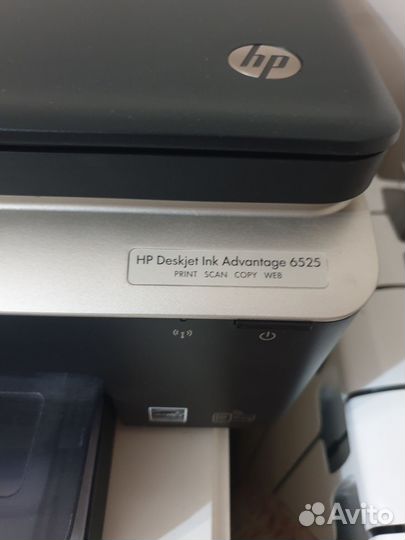 hp
HP Deskjet Ink Advantage 6525
PRINT SCAN COPY WEB
Avito